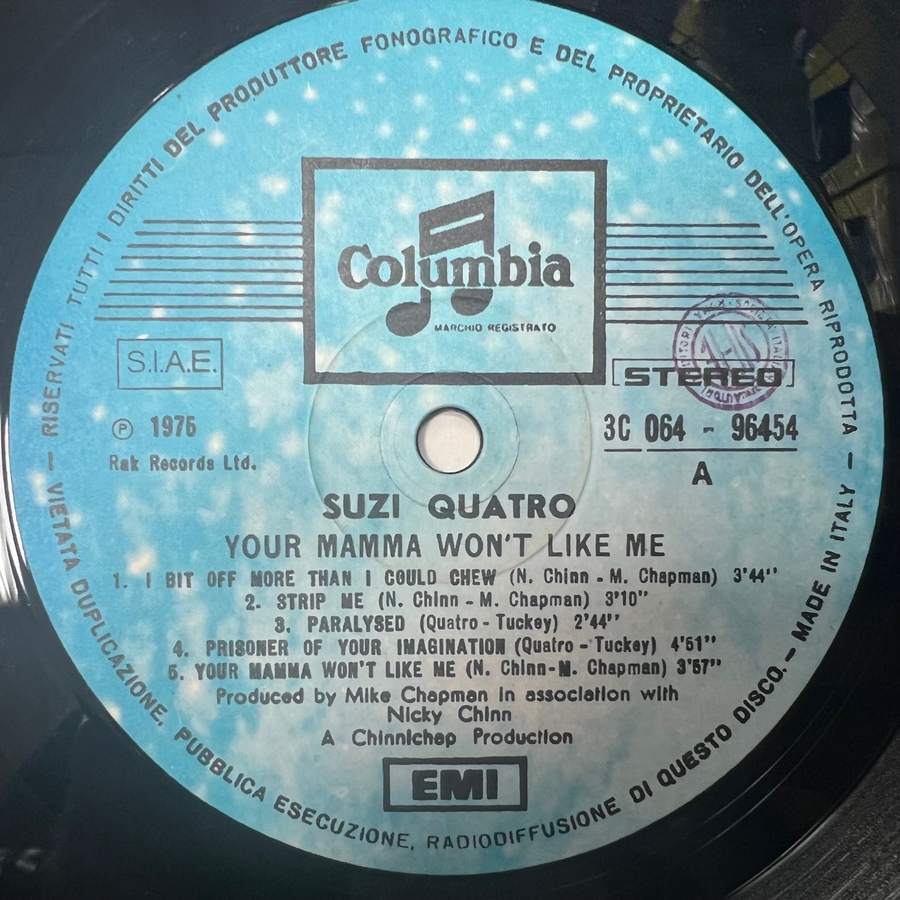 — RISERVATI TUTTI I DIRITTI DEL PRODUTTORE FONOGRAFICO E DEL PROPRIETARIO DELL'OPERA RIPRODOTTA —
Columbia
MARCHIO REGISTRATO
S.I.A.E.
STEREO
℗ 1975
3C 064 - 96454
Rak Records Ltd.
A
SUZI QUATRO
YOUR MAMMA WON'T LIKE ME
1. I BIT OFF MORE THAN I COULD CHEW (N. Chinn - M. Chapman) 3'44''
2. STRIP ME (N. Chinn - M. Chapman) 3'10''
3. PARALYSED (Quatro - Tuckey) 2'44''
4. PRISONER OF YOUR IMAGINATION (Quatro - Tuckey) 4'51''
5. YOUR MAMMA WON'T LIKE ME (N. Chinn - M. Chapman) 3'57''
Produced by Mike Chapman in association with
Nicky Chinn
A Chinnichap Production
EMI
VIETATA DUPLICAZIONE, PUBBLICA ESECUZIONE, RADIODIFFUSIONE DI QUESTO DISCO. — MADE IN ITALY —